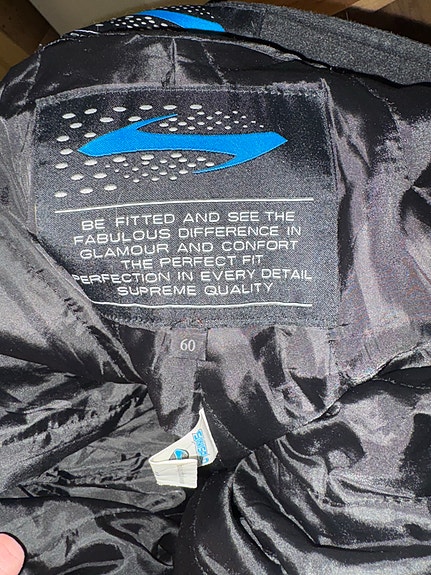 BE FITTED AND SEE THE
FABULOUS DIFFERENCE IN
GLAMOUR AND CONFORT
THE PERFECT FIT
PERFECTION IN EVERY DETAIL
SUPREME QUALITY
60